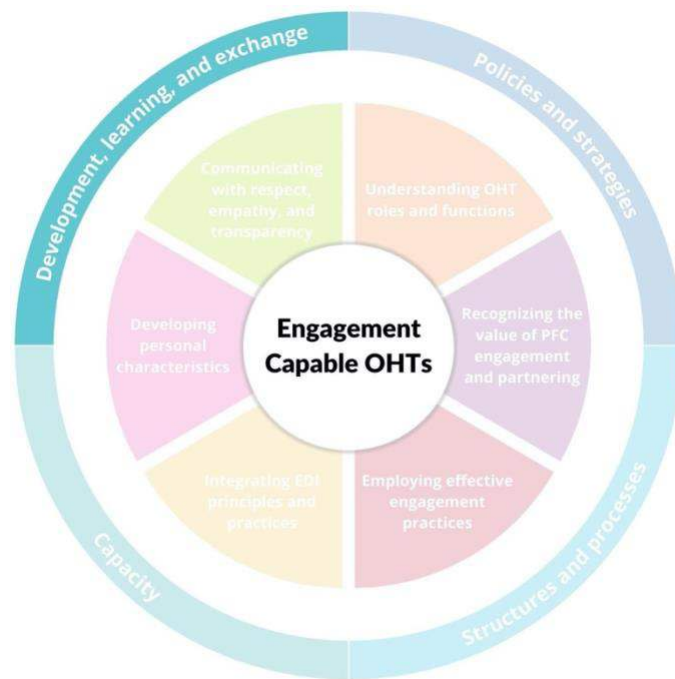 Development, learning, and exchange
Policies and strategies
Communicating
with respect,
empathy, and
transparency
Understanding OHT
roles and functions
Developing
personal
characteristics
Engagement
Capable OHTs
Recognizing the
value of PFC
engagement
and partnering
Integrating EDI
principles and
practices
Employing effective
engagement
practices
Capacity
Structures and processes